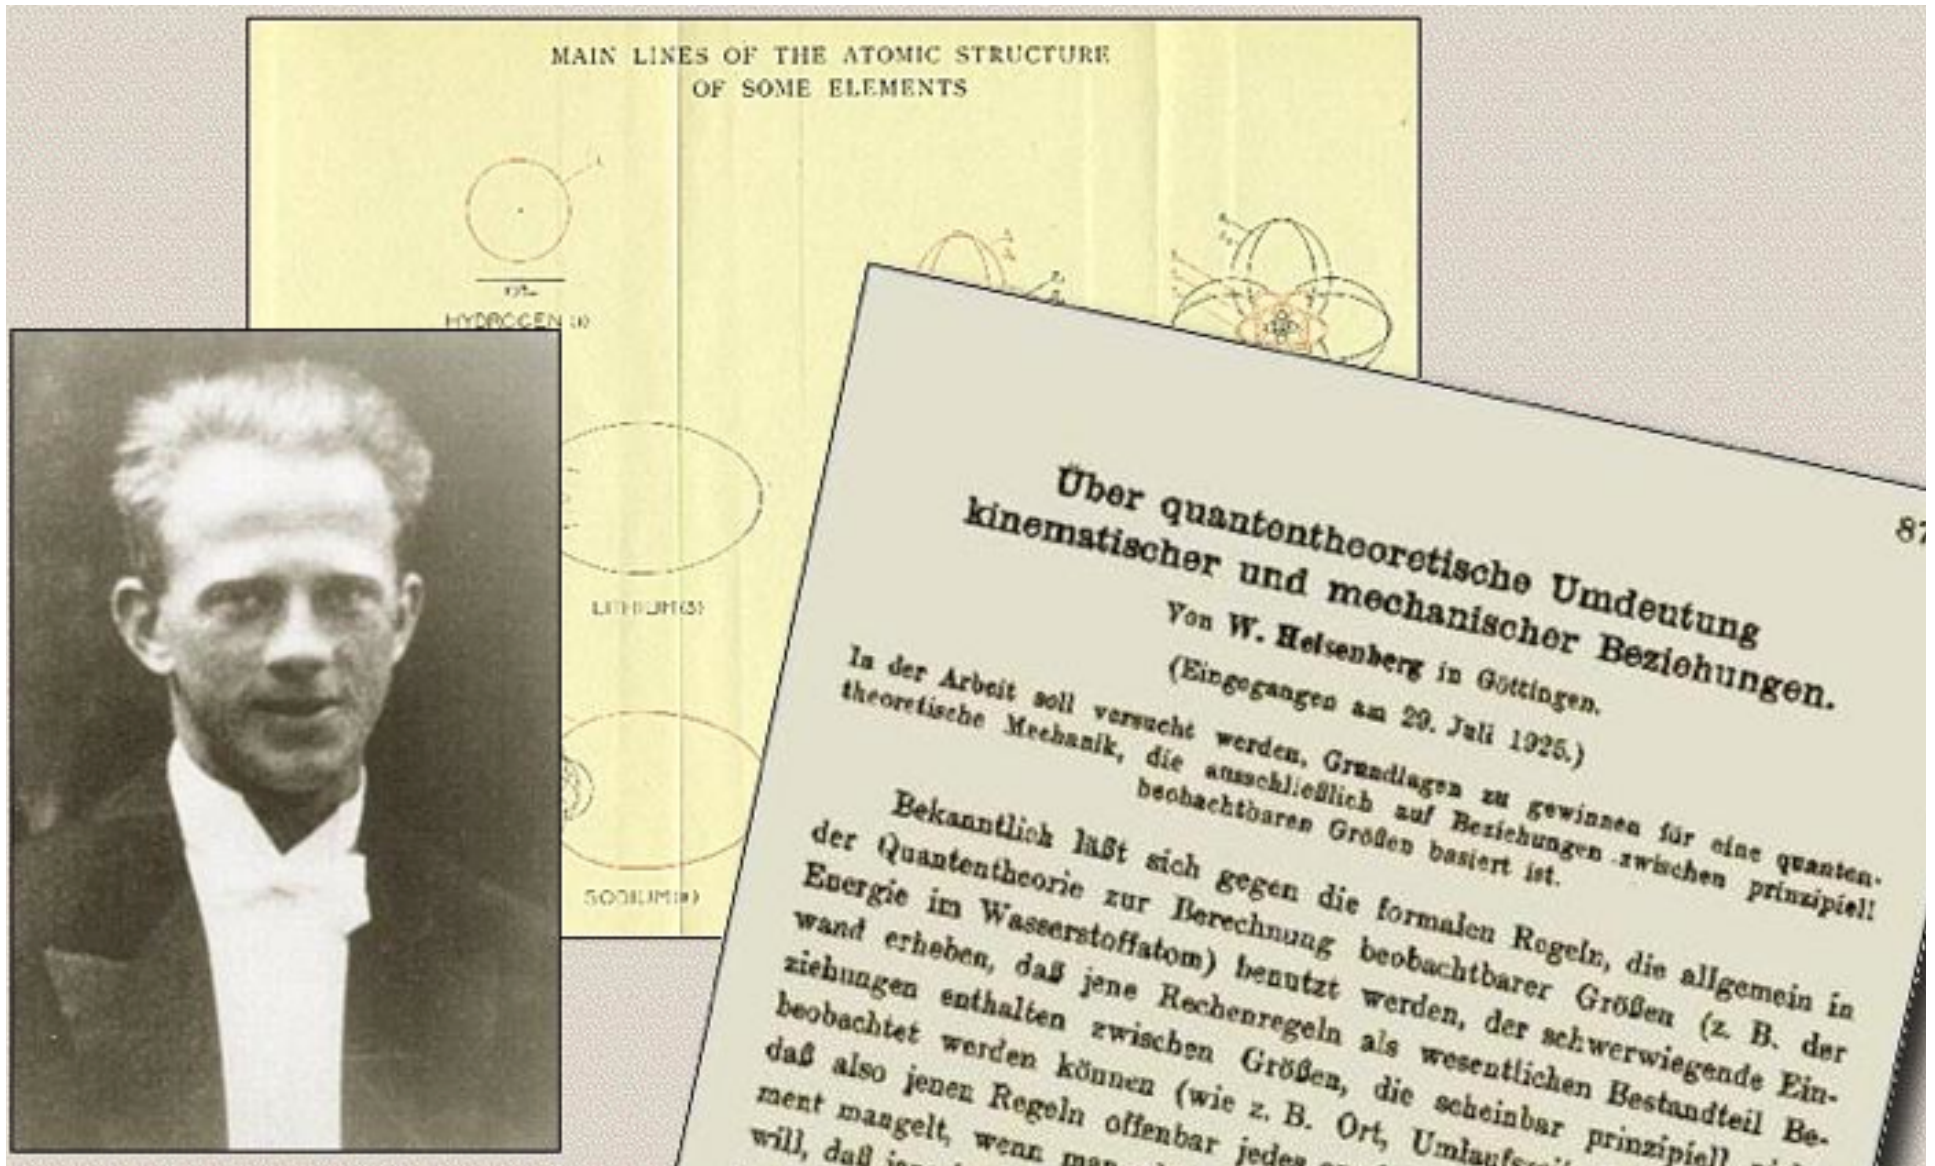 MAIN LINES OF THE ATOMIC STRUCTURE
OF SOME ELEMENTS
HYDROGEN (1)
LITHIUM (3)
SODIUM (11)
87
Über quantentheoretische Umdeutung
kinematischer und mechanischer Beziehungen.
Von W. Heisenberg in Göttingen.
(Eingegangen am 29. Juli 1925.)
In der Arbeit soll versucht werden, Grundlagen zu gewinnen für eine quanten-
theoretische Mechanik, die ausschließlich auf Beziehungen zwischen prinzipiell
beobachtbaren Größen basiert ist.
Bekanntlich läßt sich gegen die formalen Regeln, die allgemein in
der Quantentheorie zur Berechnung beobachtbarer Größen (z. B. der
Energie im Wasserstoffatom) benutzt werden, der schwerwiegende Ein-
wand erheben, daß jene Rechenregeln als wesentlichen Bestandteil Be-
ziehungen enthalten zwischen Größen, die scheinbar prinzipiell
beobachtet werden können (wie z. B. Ort,
daß also jenen Regeln offenbar jedes
ment mangelt, wenn man
will, daß